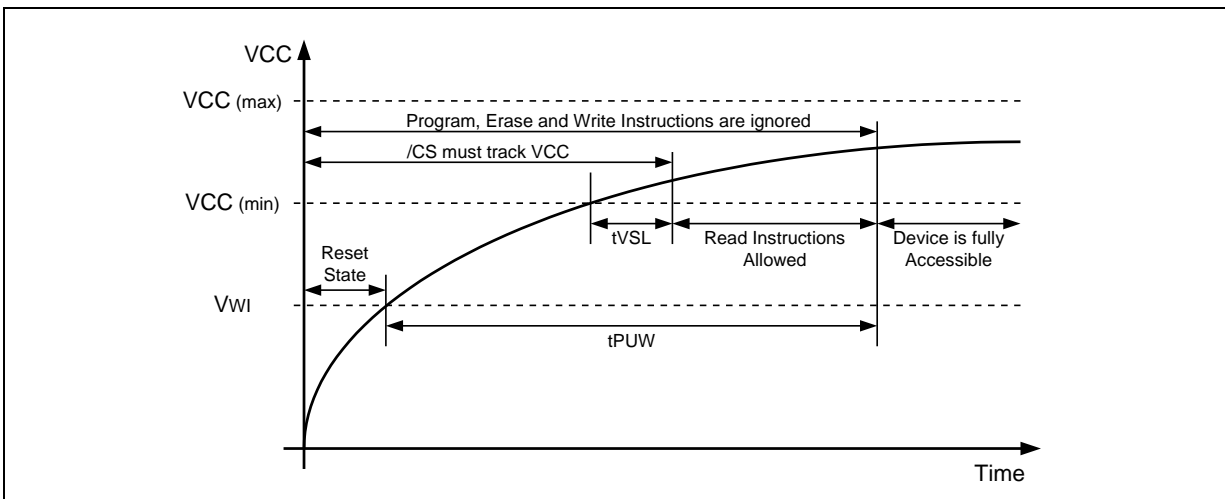 VCC
VCC (max)
Program, Erase and Write Instructions are ignored
/CS must track VCC
VCC (min)
tVSL
Read Instructions
Allowed
Device is fully
Accessible
Reset
State
VWI
tPUW
Time